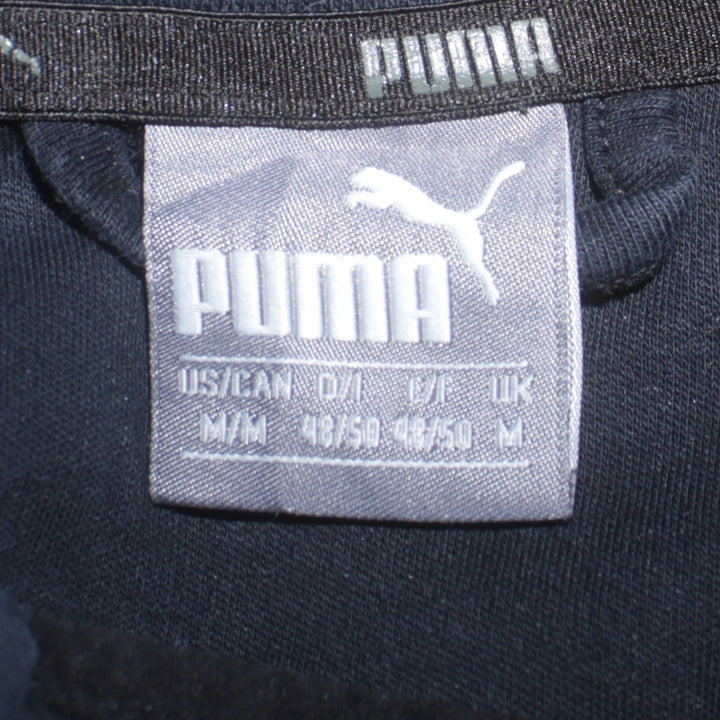 PUMA
PUMA
US/CAN D/I E/F UK
M/M 48/50 48/50 M